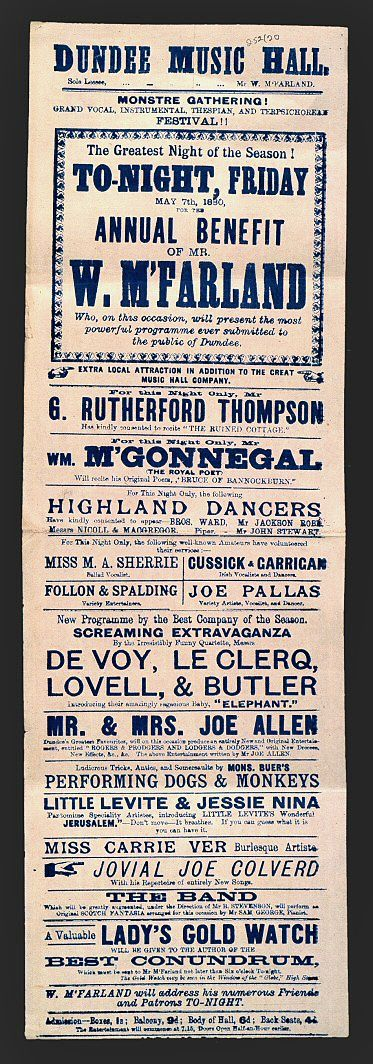 252(20
DUNDEE MUSIC HALL.
Sole Lessee, ... ... ... ... Mr W. M'FARLAND.
MONSTRE GATHERING!
GRAND VOCAL, INSTRUMENTAL, THESPIAN, AND TERPSICHOREAN
FESTIVAL!!
The Greatest Night of the Season!
TO-NIGHT, FRIDAY
MAY 7th, 1880,
FOR THE
ANNUAL BENEFIT
OF MR.
W. M'FARLAND
Who, on this occasion, will present the most
powerful programme ever submitted to
the public of Dundee.
EXTRA LOCAL ATTRACTION IN ADDITION TO THE GREAT
MUSIC HALL COMPANY.
For this Night Only, Mr
G. RUTHERFORD THOMPSON
Has kindly consented to recite "THE RUINED COTTAGE."
For this Night Only, Mr
WM. M'GONNEGAL
(THE ROYAL POET)
Will recite his Original Poem, "BRUCE OF BANNOCKBURN."
For This Night Only, the following
HIGHLAND DANCERS
Have kindly consented to appear—BROS. WARD, Mr JACKSON ROBB,
Messrs NICOLL & MACGREGOR. Piper, - Mr JOHN STEWART.
For This Night Only, the following well-known Amateurs have volunteered
their services:—
MISS M. A. SHERRIE CUSSICK & CARRIGAN
Ballad Vocalist. Irish Vocalists and Dancers.
FOLLON & SPALDING JOE PALLAS
Variety Entertainers. Variety Artiste, Vocalist, and Dancer.
New Programme by the Best Company of the Season.
SCREAMING EXTRAVAGANZA
By the Irresistibly Funny Quartette, Messrs
DE VOY, LE CLERQ,
LOVELL, & BUTLER
Introducing their amazingly sagacious Baby, "ELEPHANT."
MR. & MRS. JOE ALLEN
Dundee's Greatest Favourites, will on this occasion produce an entirely New and Original Entertain-
ment, entitled "ROGERS & PRODGERS AND LODGERS & DODGERS," with New Dresses,
New Effects, &c., &c. The above Entertainment written by Mr JOE ALLEN.
Ludicrous Tricks, Antics, and Somersaults by MONS. BUER'S
PERFORMING DOGS & MONKEYS
LITTLE LEVITE & JESSIE NINA
Pantomime Speciality Artistes, introducing LITTLE LEVITE'S Wonderful
JERUSALEM."—Don't move—It breathes. If you can guess what it is
you can have it.
MISS CARRIE VER Burlesque Artiste
JOVIAL JOE COLVERD
With his Repertoire of entirely New Songs.
THE BAND
Which will be greatly augmented, under the Direction of Mr B. STEVENSON, will perform an
Original SCOTCH FANTASIA arranged for this occasion by Mr SAM. GEORGE, Pianist.
A Valuable LADY'S GOLD WATCH
WILL BE GIVEN TO THE AUTHOR OF THE
BEST CONUNDRUM,
Which must be sent to Mr M'Farland not later than Six o'clock To-night.
The Gold Watch may be seen in the Window of the "Globe," High Street.
W. M'FARLAND will address his numerous Friends
and Patrons TO-NIGHT.
Admission—Boxes, 1s; Balcony, 9d; Body of Hall, 6d; Back Seats, 4d.
The Entertainment will commence at 7.15, Doors Open Half-an-Hour earlier.